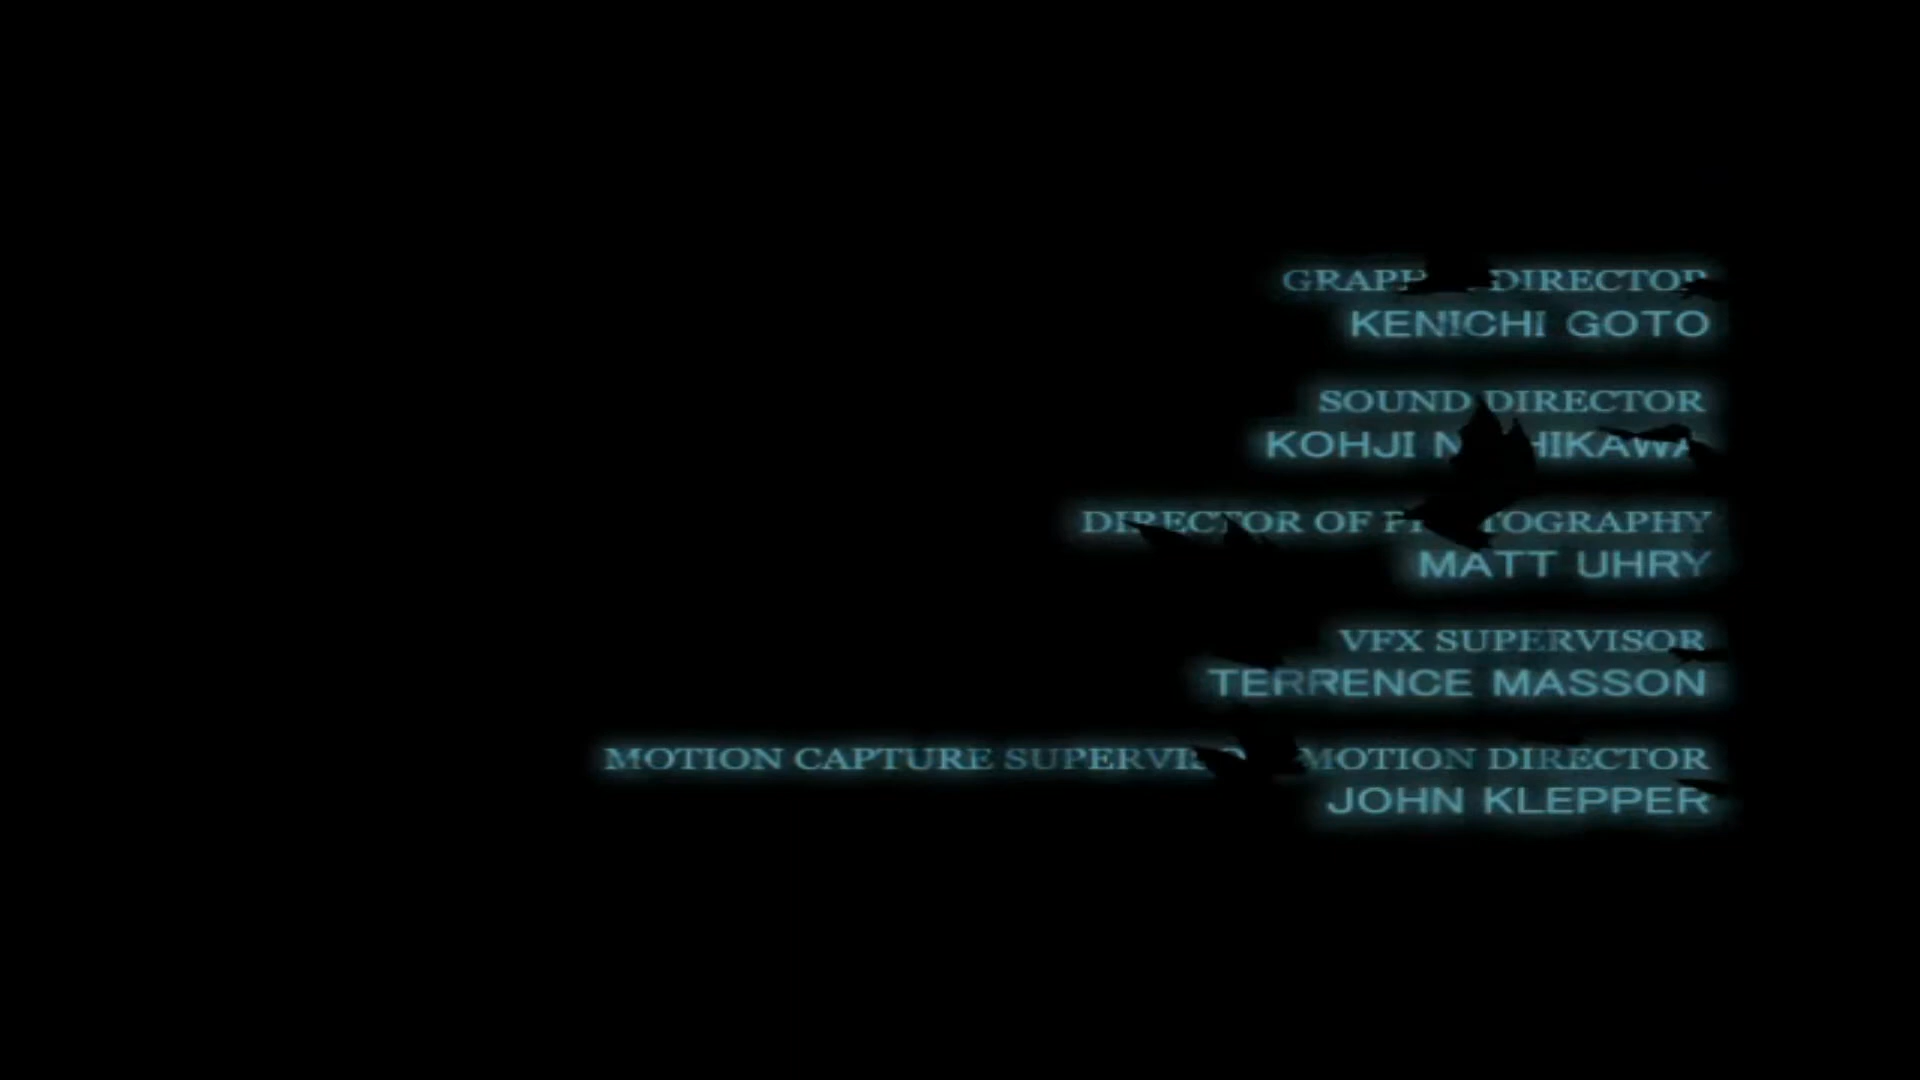 DIRECTOR
KENICHI GOTO
SOUND DIRECTOR
KOHJI
DIRECTOR OF
MATT UHRY
VFX SUPERVISOR
TERRENCE MASSON
MOTION CAPTURE MOTION DIRECTOR
JOHN KLEPPER